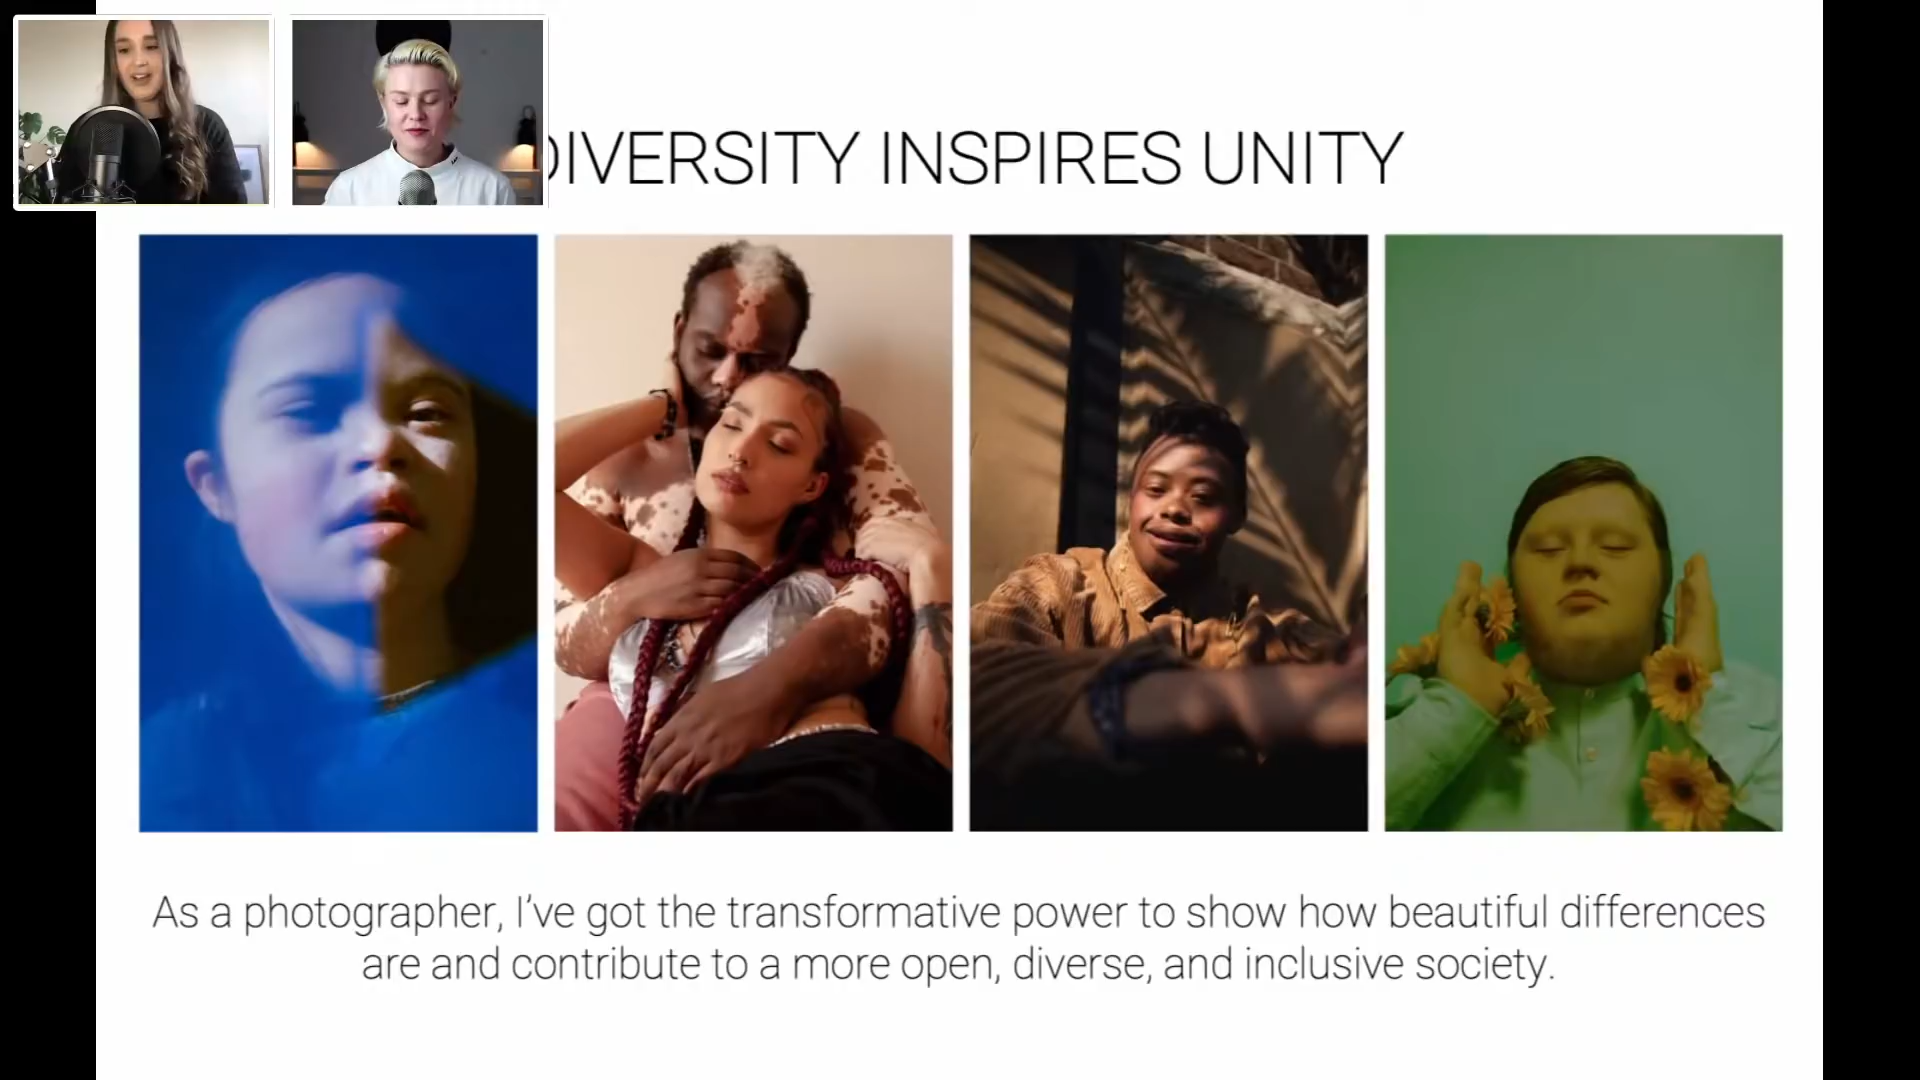 DIVERSITY INSPIRES UNITY
As a photographer, I've got the transformative power to show how beautiful differences
are and contribute to a more open, diverse, and inclusive society.